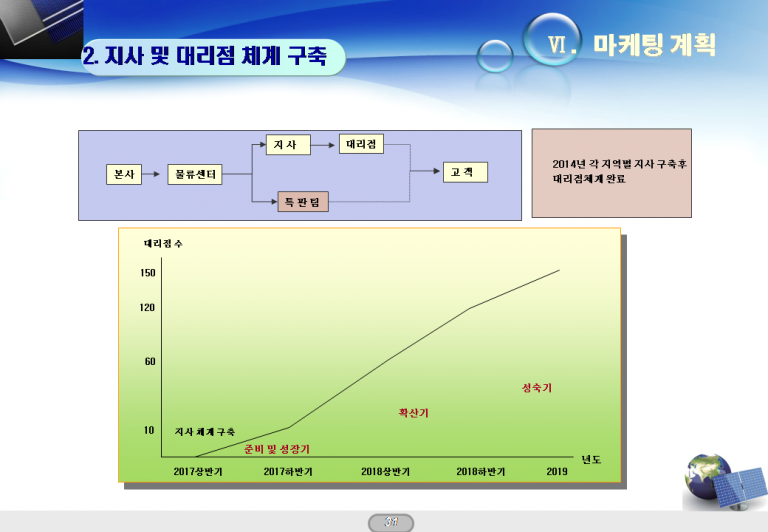 Ⅵ. 마케팅 계획
2. 지사 및 대리점 체계 구축
본사
물류센터
지 사
대리점
특 판 팀
고 객
2014년 각 지역별 지사 구축후
대리점체계 완료
대리점 수
150
120
60
10
지사 체계 구축
준비 및 성장기
확산기
성숙기
2017상반기
2017하반기
2018상반기
2018하반기
2019
년도
31